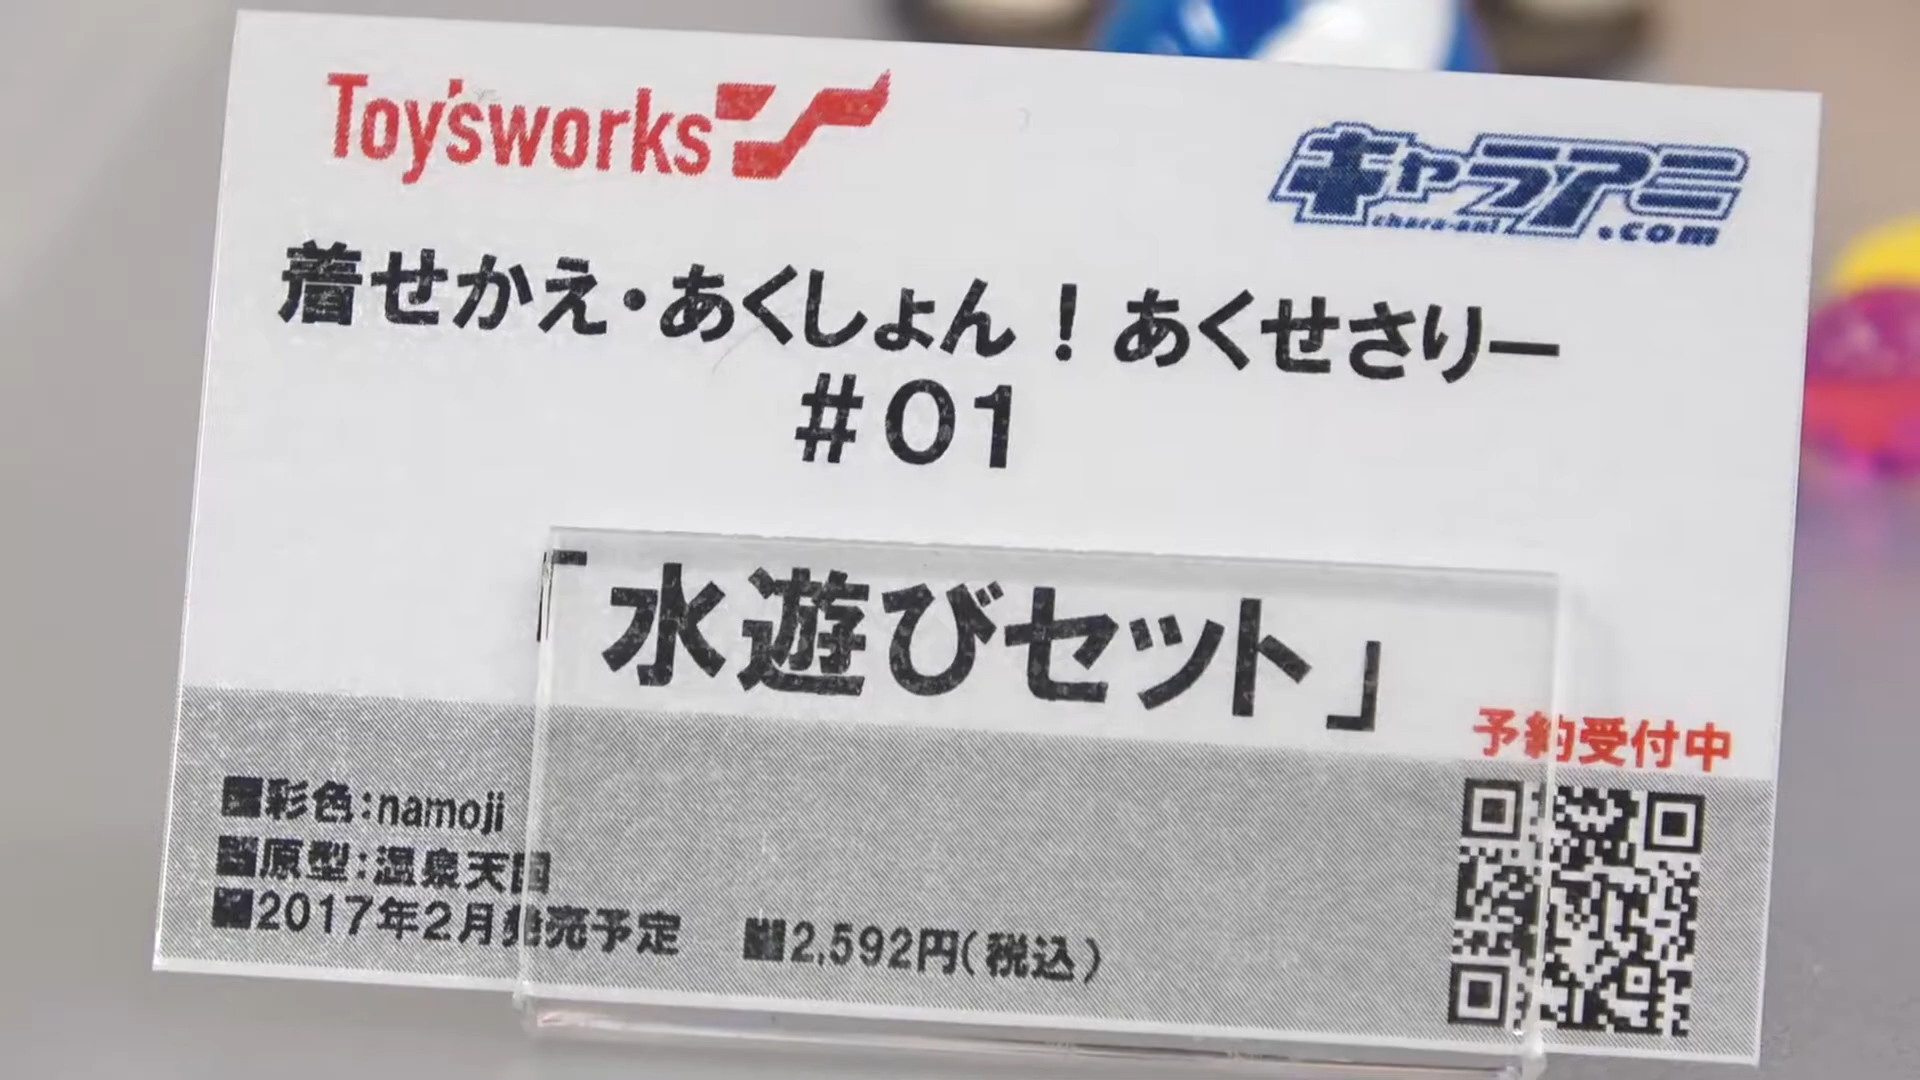 Toy'sworks
キャラアニ
chara-ani
.com
着せかえ・あくしょん！あくせさりー
#01
「水遊びセット」
予約受付中
■彩色：namoji
■原型：温泉天国
■2017年2月発売予定 ■2,592円（税込）